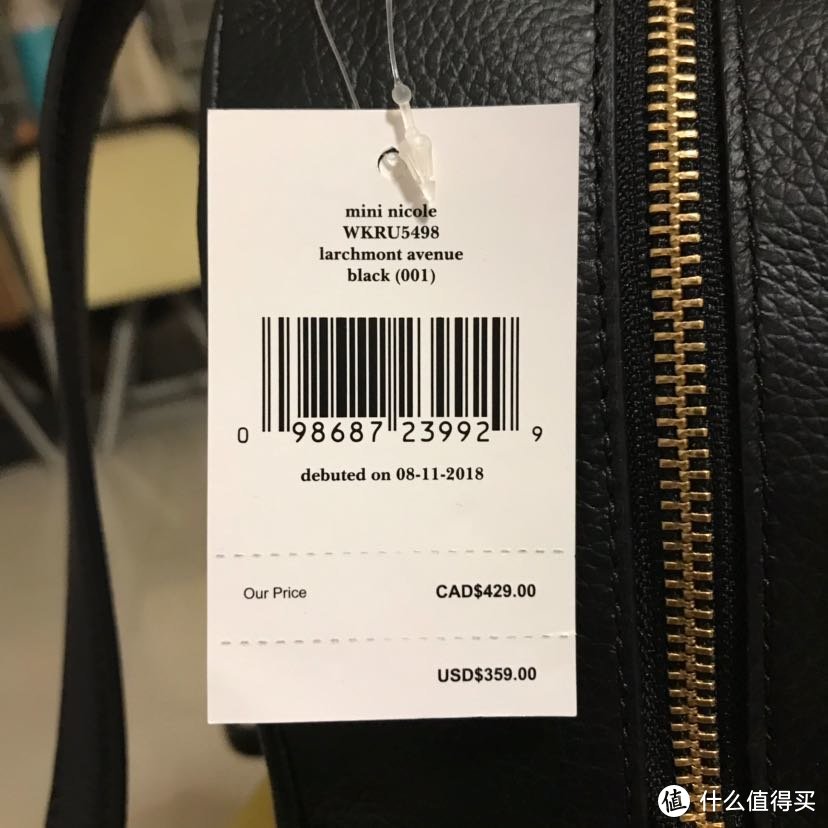 mini nicole
WKRU5498
larchmont avenue
black (001)
0 98687 23992 9
debuted on 08-11-2018
Our Price CAD$429.00
USD$359.00
值 什么值得买